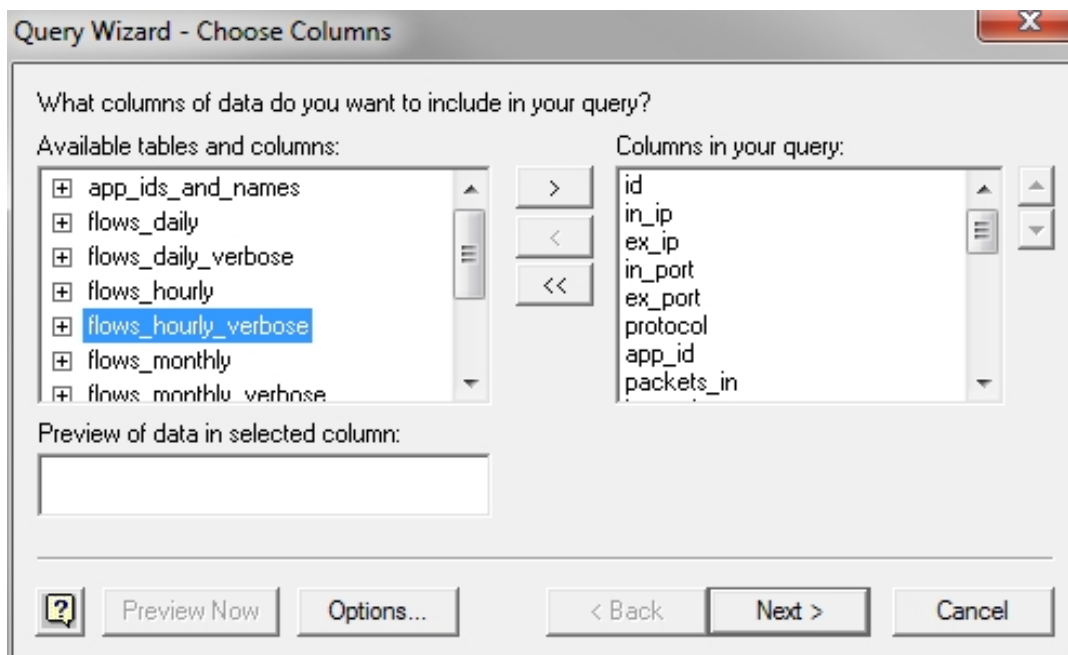 Query Wizard - Choose Columns
What columns of data do you want to include in your query?
Available tables and columns:
app_ids_and_names
flows_daily
flows_daily_verbose
flows_hourly
flows_hourly_verbose
flows_monthly
flows_monthly_verbose
>
<
<<
Columns in your query:
id
in_ip
ex_ip
in_port
ex_port
protocol
app_id
packets_in
Preview of data in selected column:
?
Preview Now
Options...
< Back
Next >
Cancel